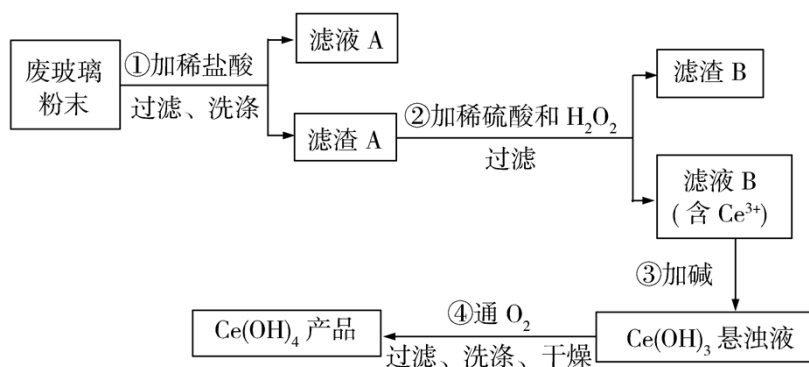 废玻璃
粉末
①加稀盐酸
过滤、洗涤
滤液 A
滤渣 A
②加稀硫酸和 H₂O₂
过滤
滤渣 B
滤液 B
(含 Ce³⁺)
③加碱
Ce(OH)₃ 悬浊液
④通 O₂
过滤、洗涤、干燥
Ce(OH)₄ 产品